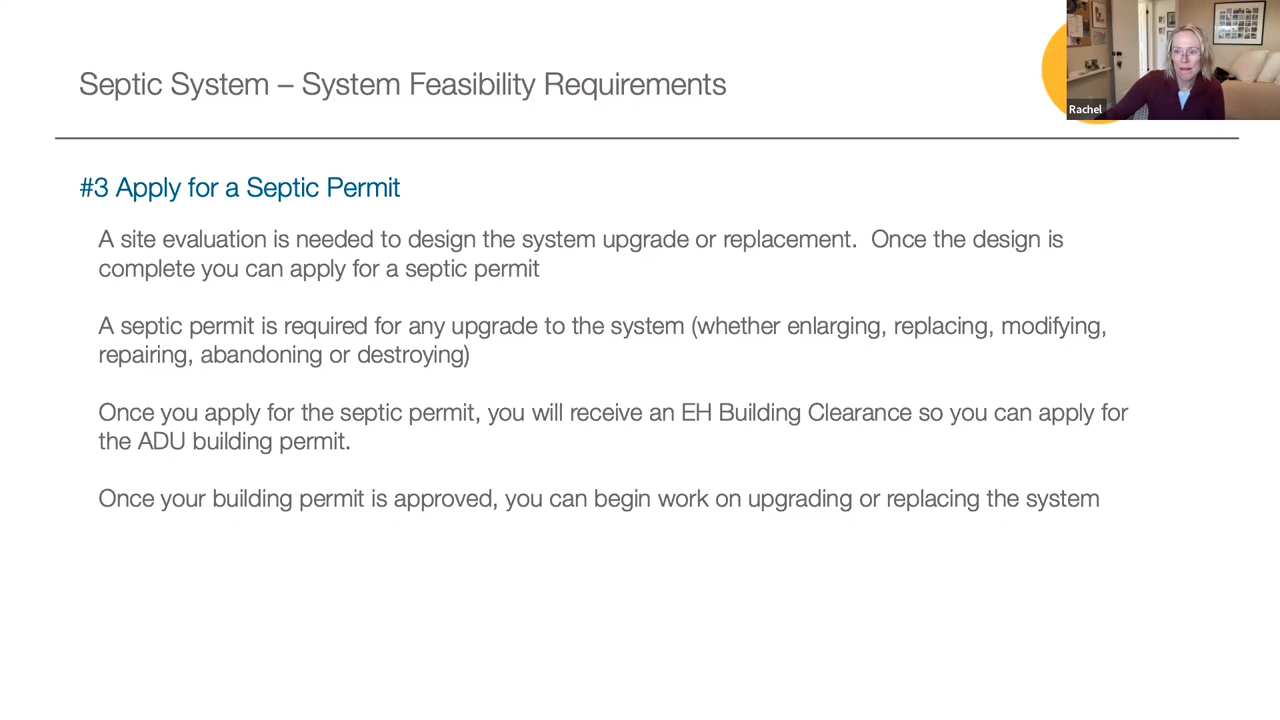 Septic System – System Feasibility Requirements
Rachel
#3 Apply for a Septic Permit
A site evaluation is needed to design the system upgrade or replacement.  Once the design is
complete you can apply for a septic permit
A septic permit is required for any upgrade to the system (whether enlarging, replacing, modifying,
repairing, abandoning or destroying)
Once you apply for the septic permit, you will receive an EH Building Clearance so you can apply for
the ADU building permit.
Once your building permit is approved, you can begin work on upgrading or replacing the system